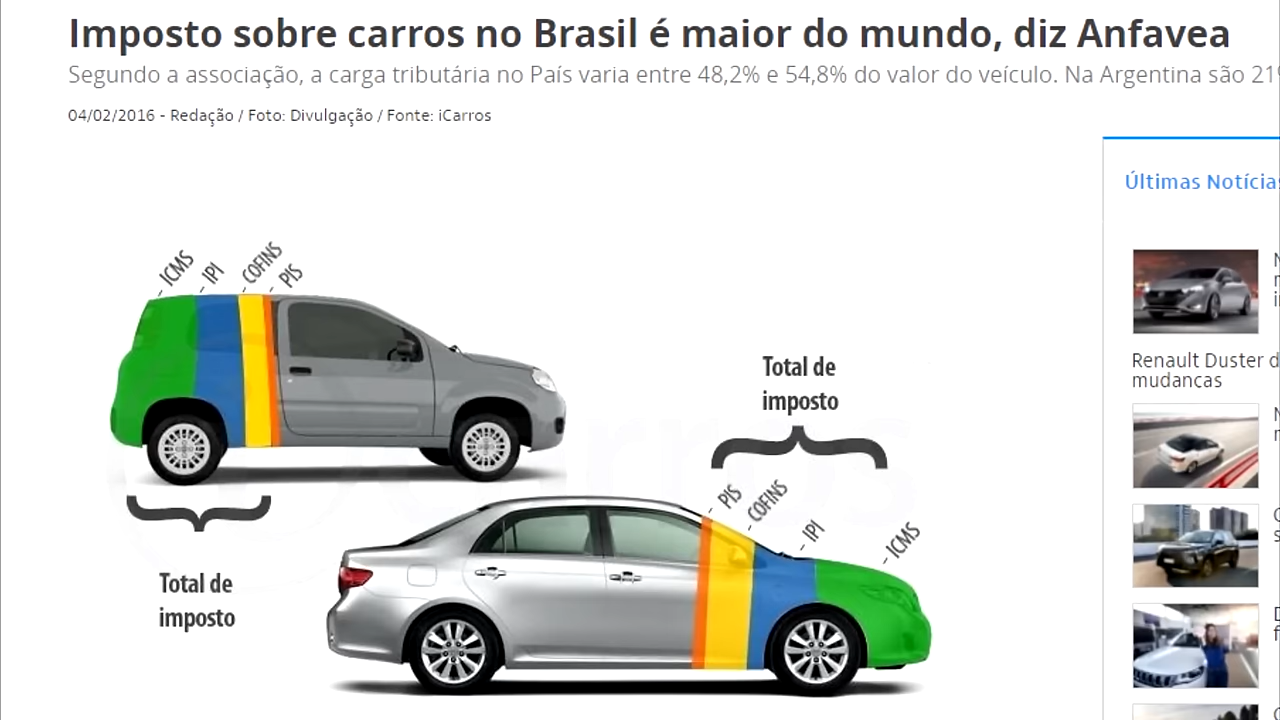 Imposto sobre carros no Brasil é maior do mundo, diz Anfavea
Segundo a associação, a carga tributária no País varia entre 48,2% e 54,8% do valor do veículo. Na Argentina são 21
04/02/2016 - Redação / Foto: Divulgação / Fonte: iCarros
Últimas Notícias
ICMS
IPI
COFINS
PIS
Total de
imposto
Renault Duster
mudanças
PIS
COFINS
IPI
ICMS
Total de
imposto